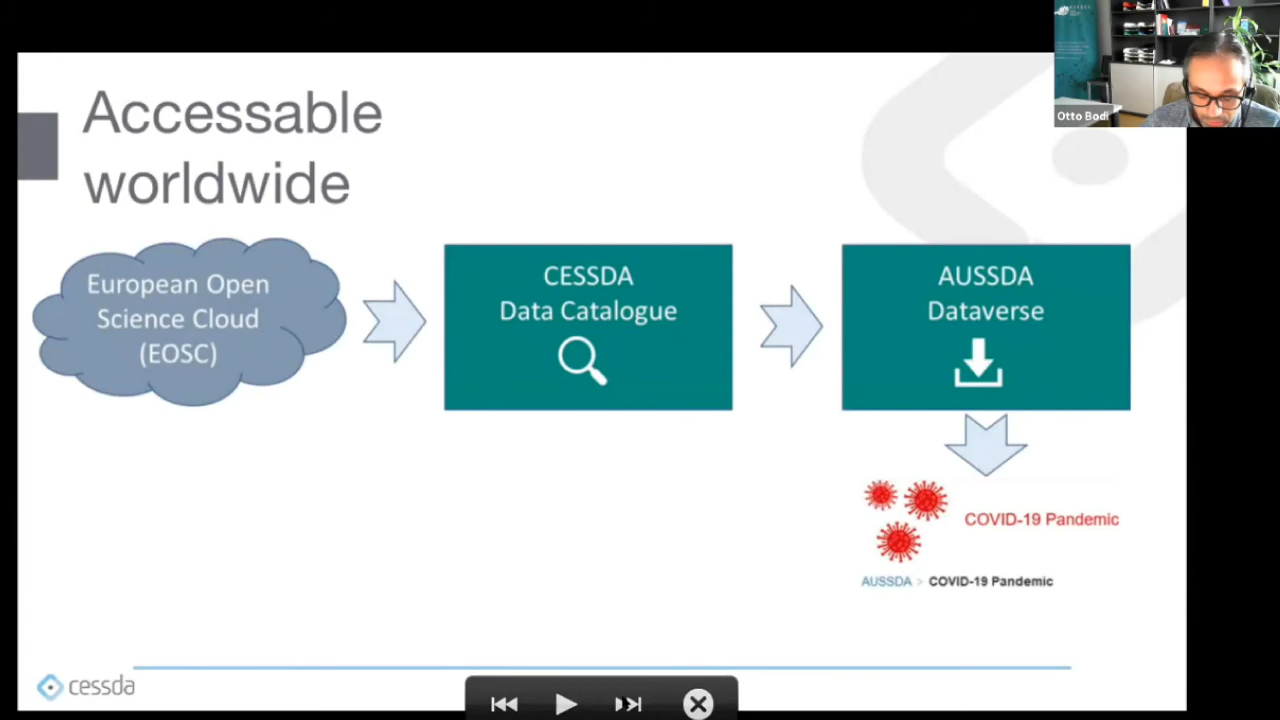 Accessable
worldwide
Otto Bodi
European Open
Science Cloud
(EOSC)
CESSDA
Data Catalogue
AUSSDA
Dataverse
COVID-19 Pandemic
AUSSDA > COVID-19 Pandemic
cessda